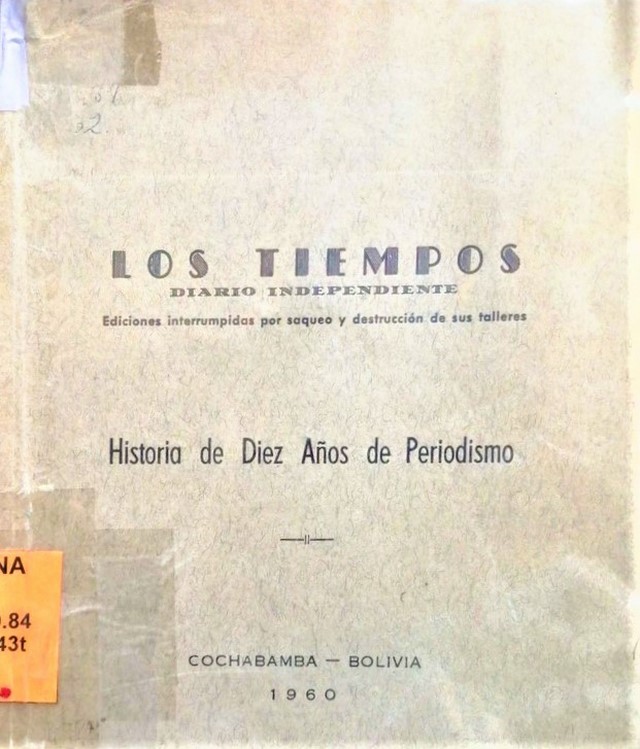 LOS TIEMPOS
DIARIO INDEPENDIENTE
Ediciones interrumpidas por saqueo y destrucción de sus talleres
Historia de Diez Años de Periodismo
NA
.84
43t
COCHABAMBA — BOLIVIA
1960